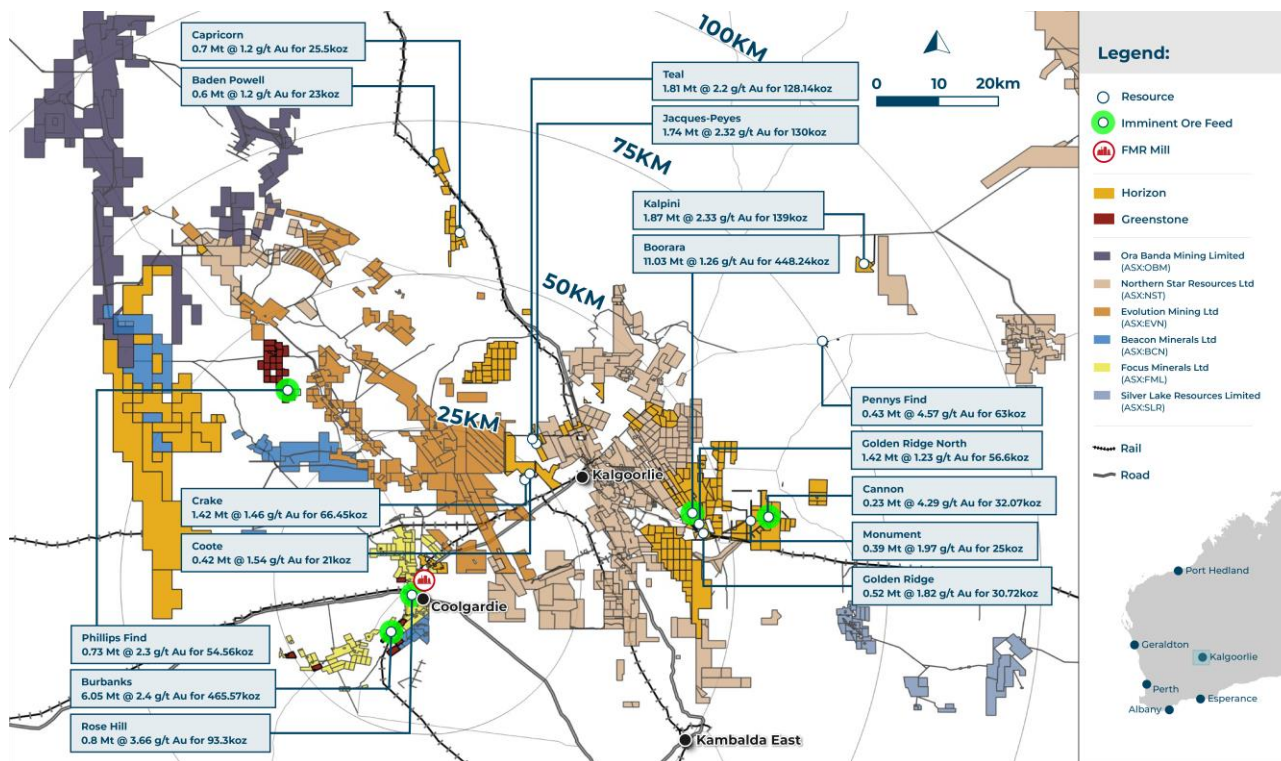 Capricorn
0.7 Mt @ 1.2 g/t Au for 25.5koz
Baden Powell
0.6 Mt @ 1.2 g/t Au for 23koz
100KM
0 10 20km
Teal
1.81 Mt @ 2.2 g/t Au for 128.14koz
Jacques-Peyes
1.74 Mt @ 2.32 g/t Au for 130koz
75KM
Kalpini
1.87 Mt @ 2.33 g/t Au for 139koz
Boorara
11.03 Mt @ 1.26 g/t Au for 448.24koz
50KM
25KM
Pennys Find
0.43 Mt @ 4.57 g/t Au for 63koz
Golden Ridge North
1.42 Mt @ 1.23 g/t Au for 56.6koz
Kalgoorlie
Cannon
0.23 Mt @ 4.29 g/t Au for 32.07koz
Crake
1.42 Mt @ 1.46 g/t Au for 66.45koz
Monument
0.39 Mt @ 1.97 g/t Au for 25koz
Coote
0.42 Mt @ 1.54 g/t Au for 21koz
Golden Ridge
0.52 Mt @ 1.82 g/t Au for 30.72koz
Coolgardie
Phillips Find
0.73 Mt @ 2.3 g/t Au for 54.56koz
Burbanks
6.05 Mt @ 2.4 g/t Au for 465.57koz
Rose Hill
0.8 Mt @ 3.66 g/t Au for 93.3koz
Kambalda East
Legend:
Resource
Imminent Ore Feed
FMR Mill
Horizon
Greenstone
Ora Banda Mining Limited
(ASX:OBM)
Northern Star Resources Ltd
(ASX:NST)
Evolution Mining Ltd
(ASX:EVN)
Beacon Minerals Ltd
(ASX:BCN)
Focus Minerals Ltd
(ASX:FML)
Silver Lake Resources Limited
(ASX:SLR)
Rail
Road
Port Hedland
Geraldton
Kalgoorlie
Perth
Esperance
Albany